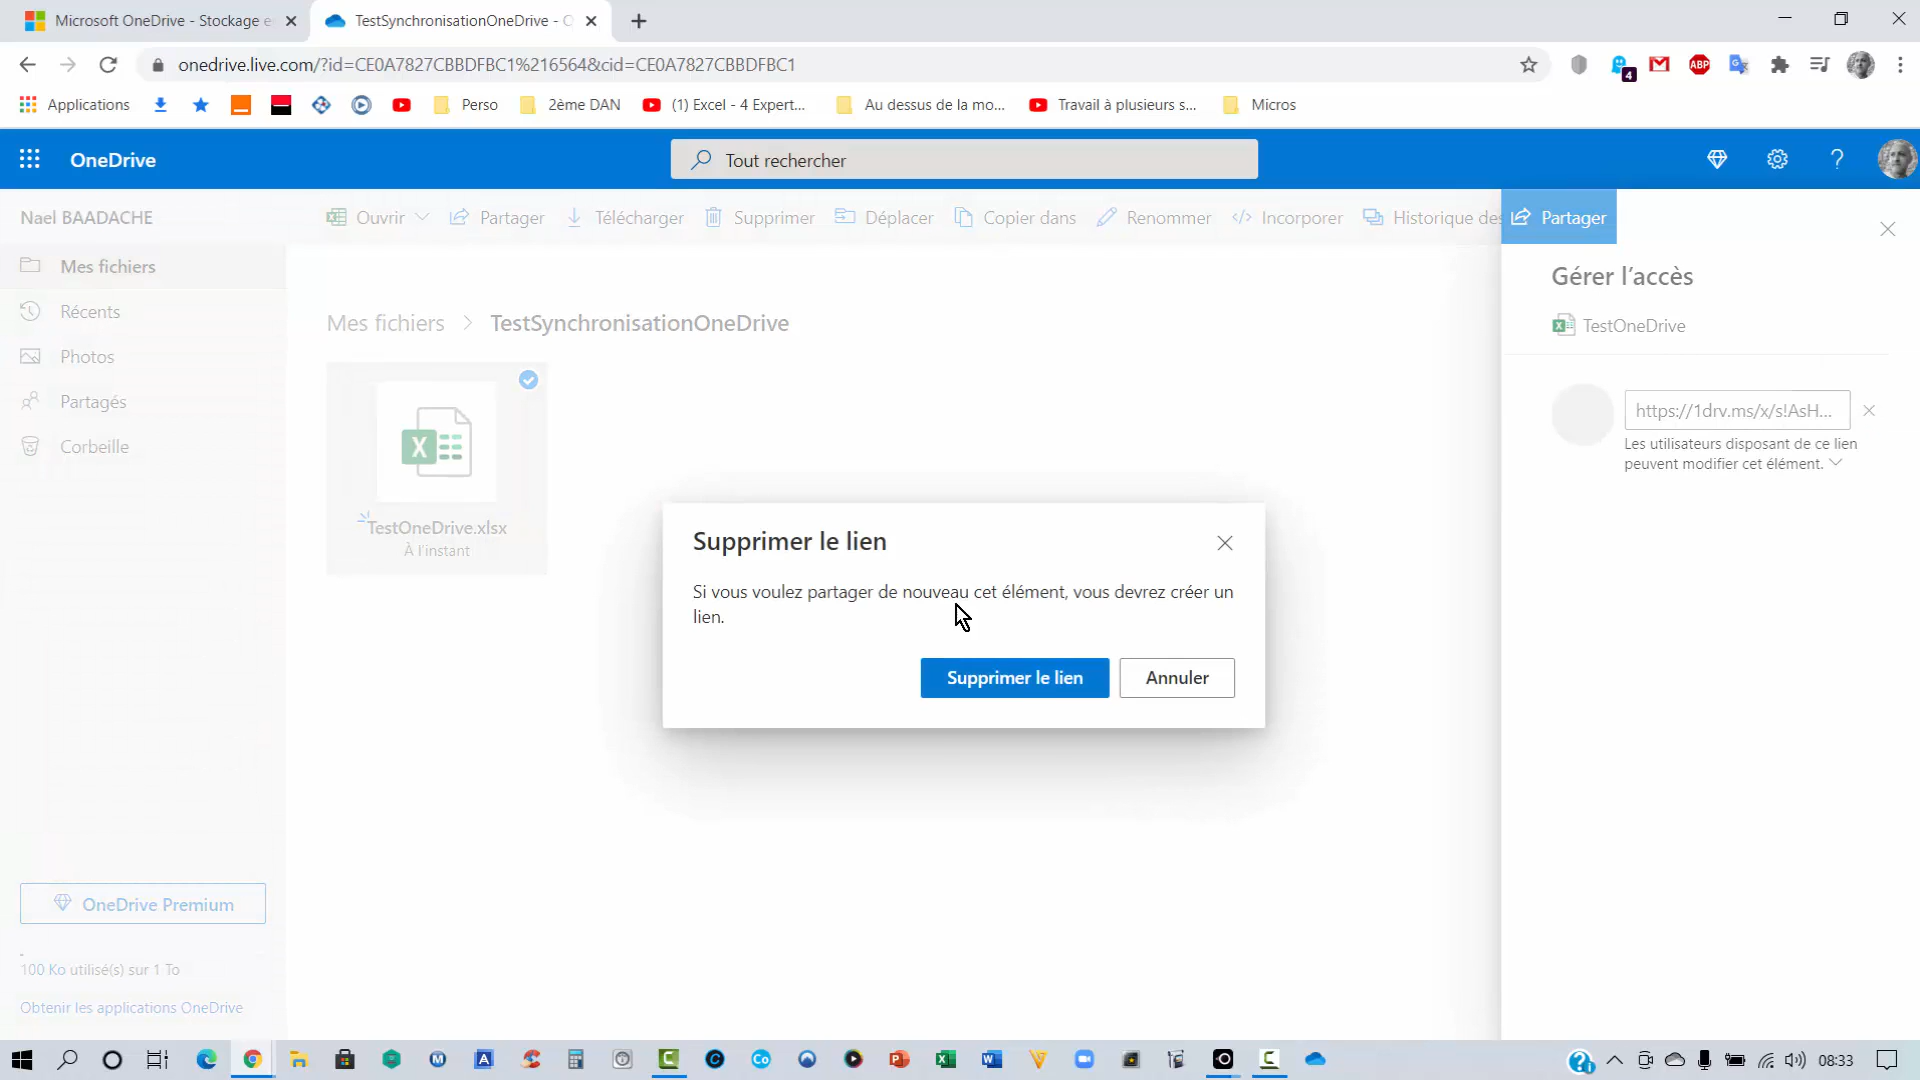 Microsoft OneDrive - Stockage e
TestSynchronisationOneDrive - O
onedrive.live.com/?id=CE0A7827CBBDFBC1%216564&cid=CE0A7827CBBDFBC1
4
ABP
Applications
Perso
2ème DAN
(1) Excel - 4 Expert...
Au dessus de la mo...
Travail à plusieurs s...
Micros
OneDrive
Tout rechercher
Nael BAADACHE
Ouvrir
Partager
Télécharger
Supprimer
Déplacer
Copier dans
Renommer
Incorporer
Historique des
Partager
Mes fichiers
Récents
Photos
Partagés
Corbeille
Mes fichiers > TestSynchronisationOneDrive
TestOneDrive.xlsx
À l'instant
Gérer l'accès
TestOneDrive
https://1drv.ms/x/s!AsH...
Les utilisateurs disposant de ce lien
peuvent modifier cet élément.
Supprimer le lien
Si vous voulez partager de nouveau cet élément, vous devrez créer un
lien.
Supprimer le lien
Annuler
OneDrive Premium
100 Ko utilisé(s) sur 1 To
Obtenir les applications OneDrive
08:33